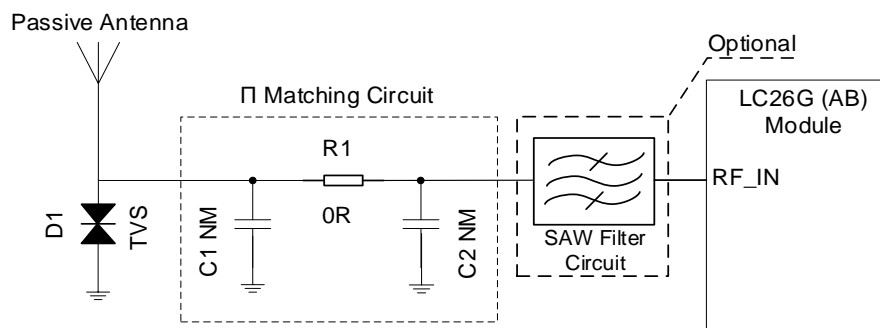 Passive Antenna
Optional
Π Matching Circuit
LC26G (AB)
Module
R1
RF_IN
D1
TVS
C1 NM
0R
C2 NM
SAW Filter
Circuit